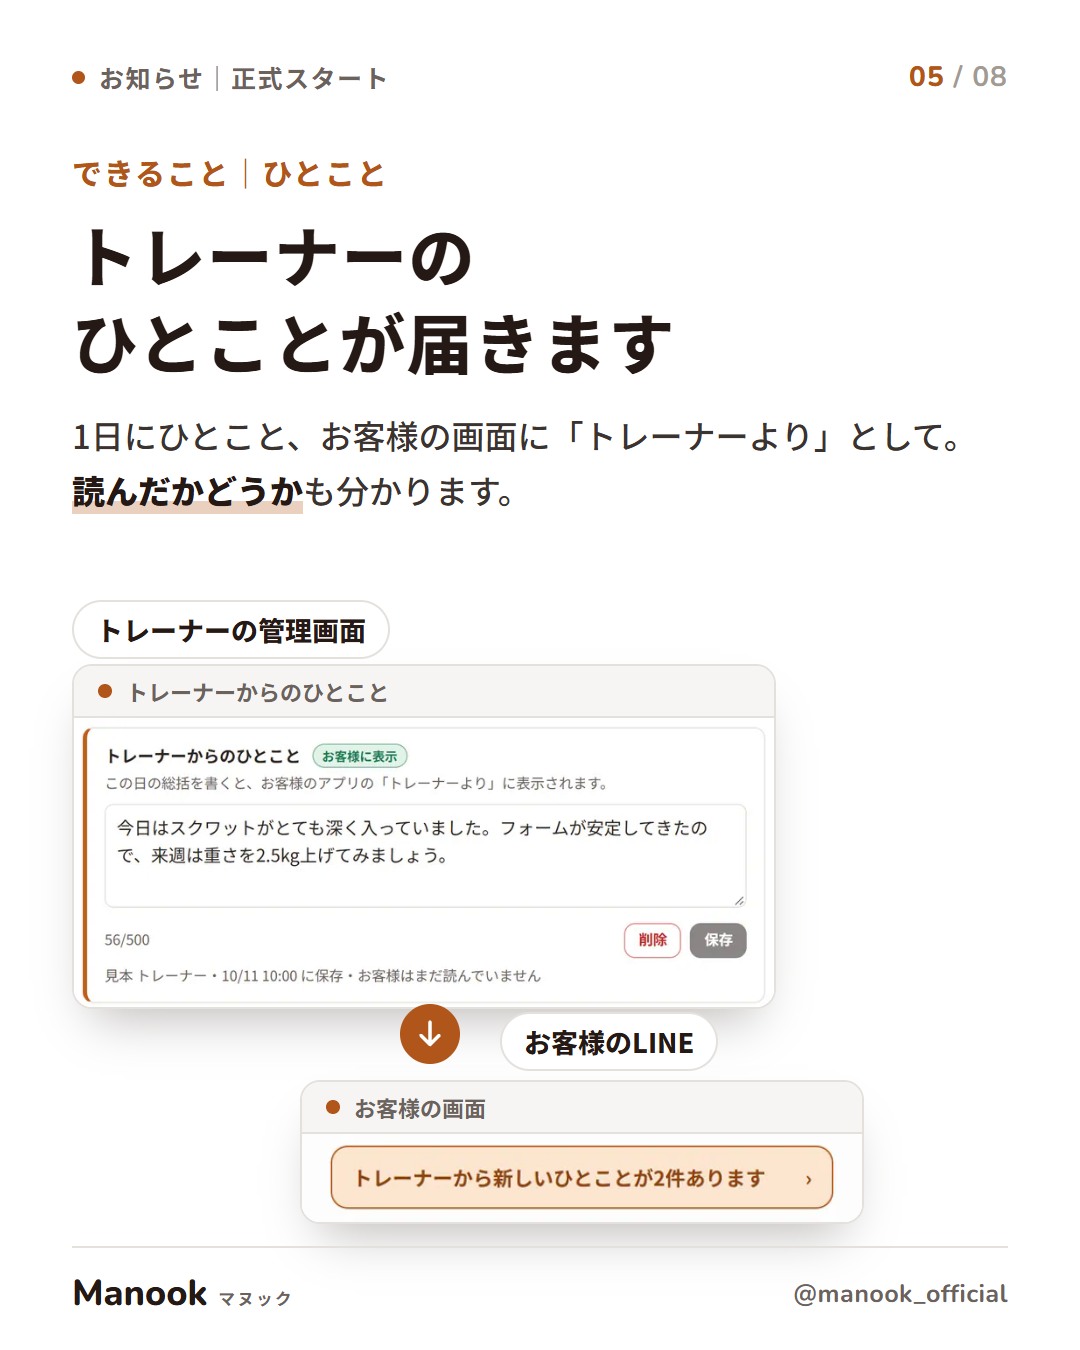 お知らせ｜正式スタート
05 / 08
できること｜ひとこと
トレーナーの
ひとことが届きます
1日にひとこと、お客様の画面に「トレーナーより」として。
読んだかどうかも分かります。
トレーナーの管理画面
トレーナーからのひとこと
トレーナーからのひとこと お客様に表示
この日の総括を書くと、お客様のアプリの「トレーナーより」に表示されます。
今日はスクワットがとても深く入っていました。フォームが安定してきたの
で、来週は重さを2.5kg上げてみましょう。
56/500
削除 保存
見本 トレーナー・10/11 10:00 に保存・お客様はまだ読んでいません
↓
お客様のLINE
お客様の画面
トレーナーから新しいひとことが2件あります ›
Manook マヌック
@manook_official